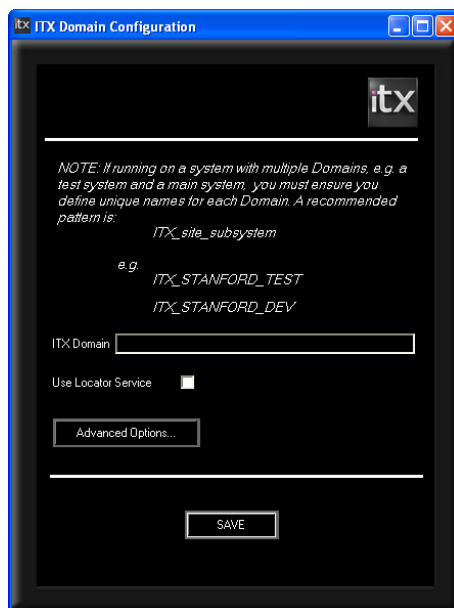 itx ITX Domain Configuration
itx
NOTE: If running on a system with multiple Domains, e.g. a
test system and a main system, you must ensure you
define unique names for each Domain. A recommended
pattern is:
ITX_site_subsystem
e.g.
ITX_STANFORD_TEST
ITX_STANFORD_DEV
ITX Domain
Use Locator Service
Advanced Options...
SAVE